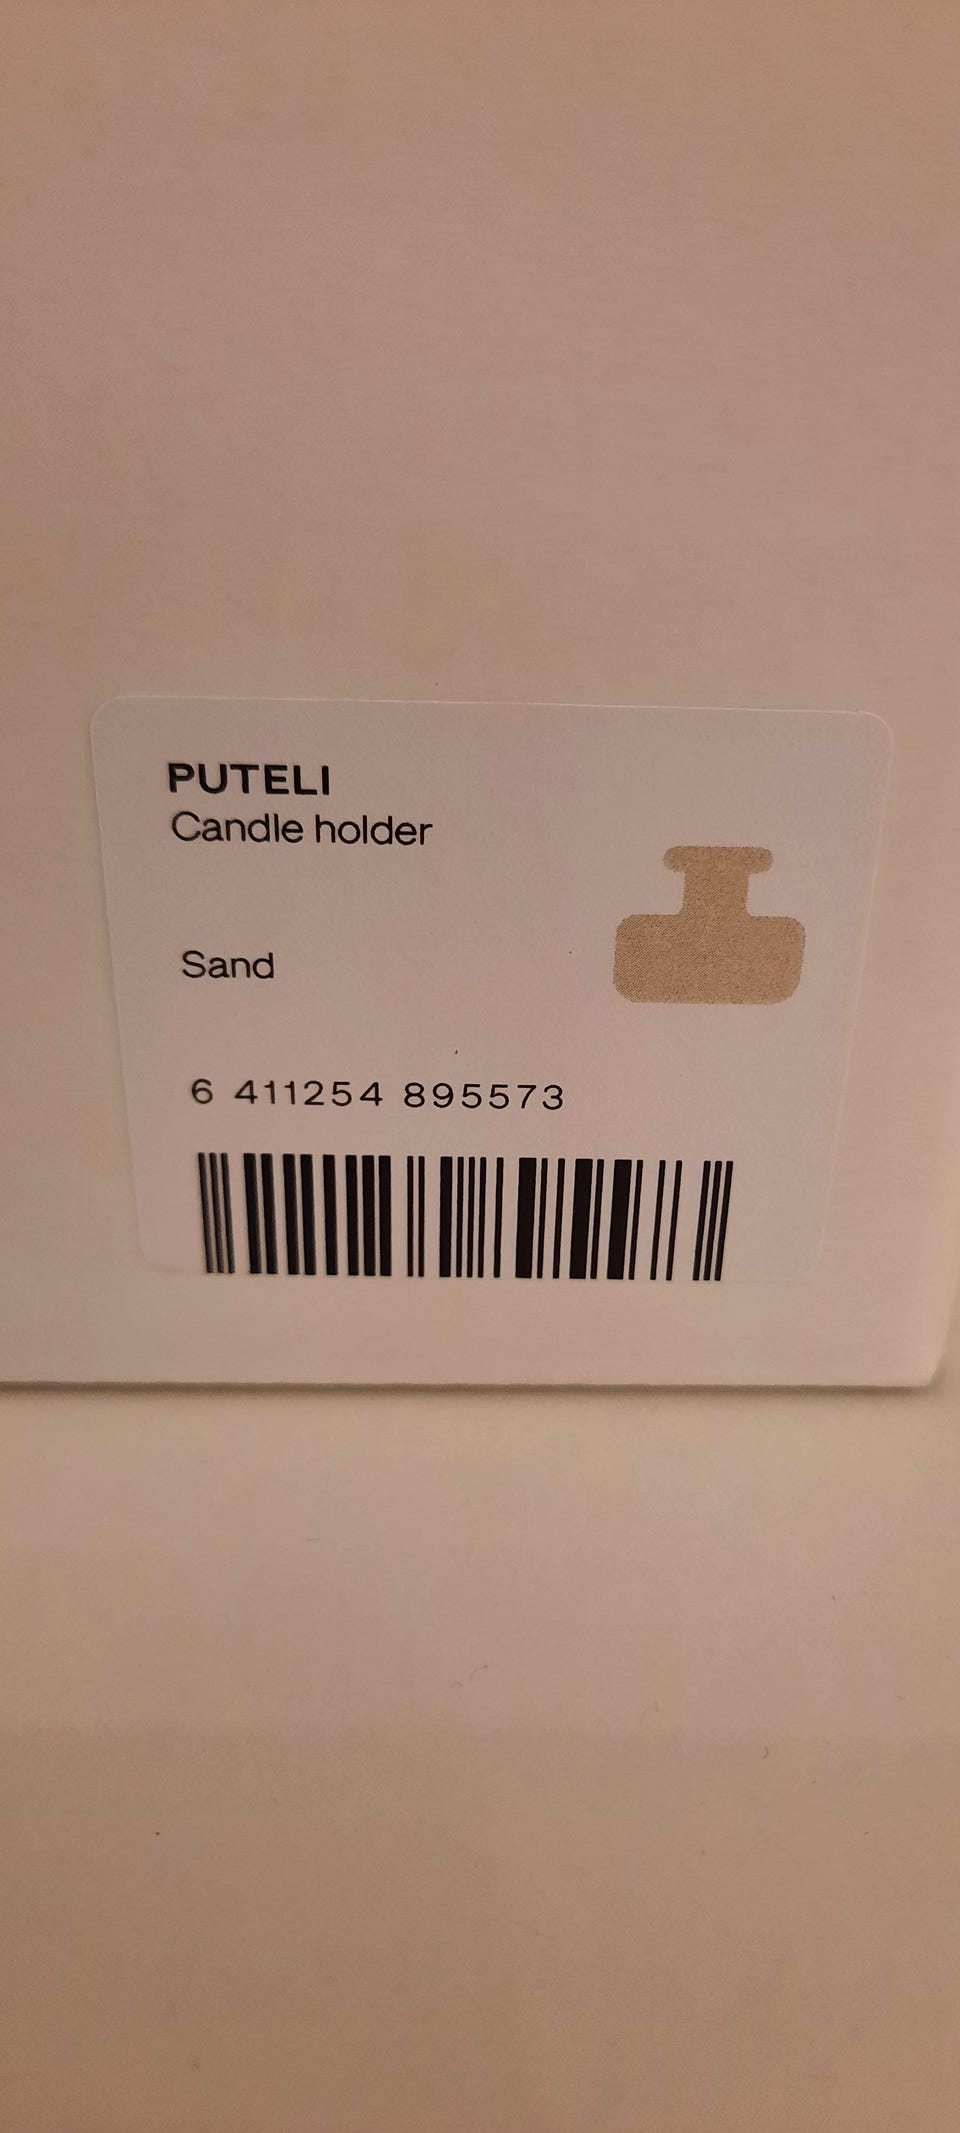 PUTELI
Candle holder
Sand
6 411254 895573